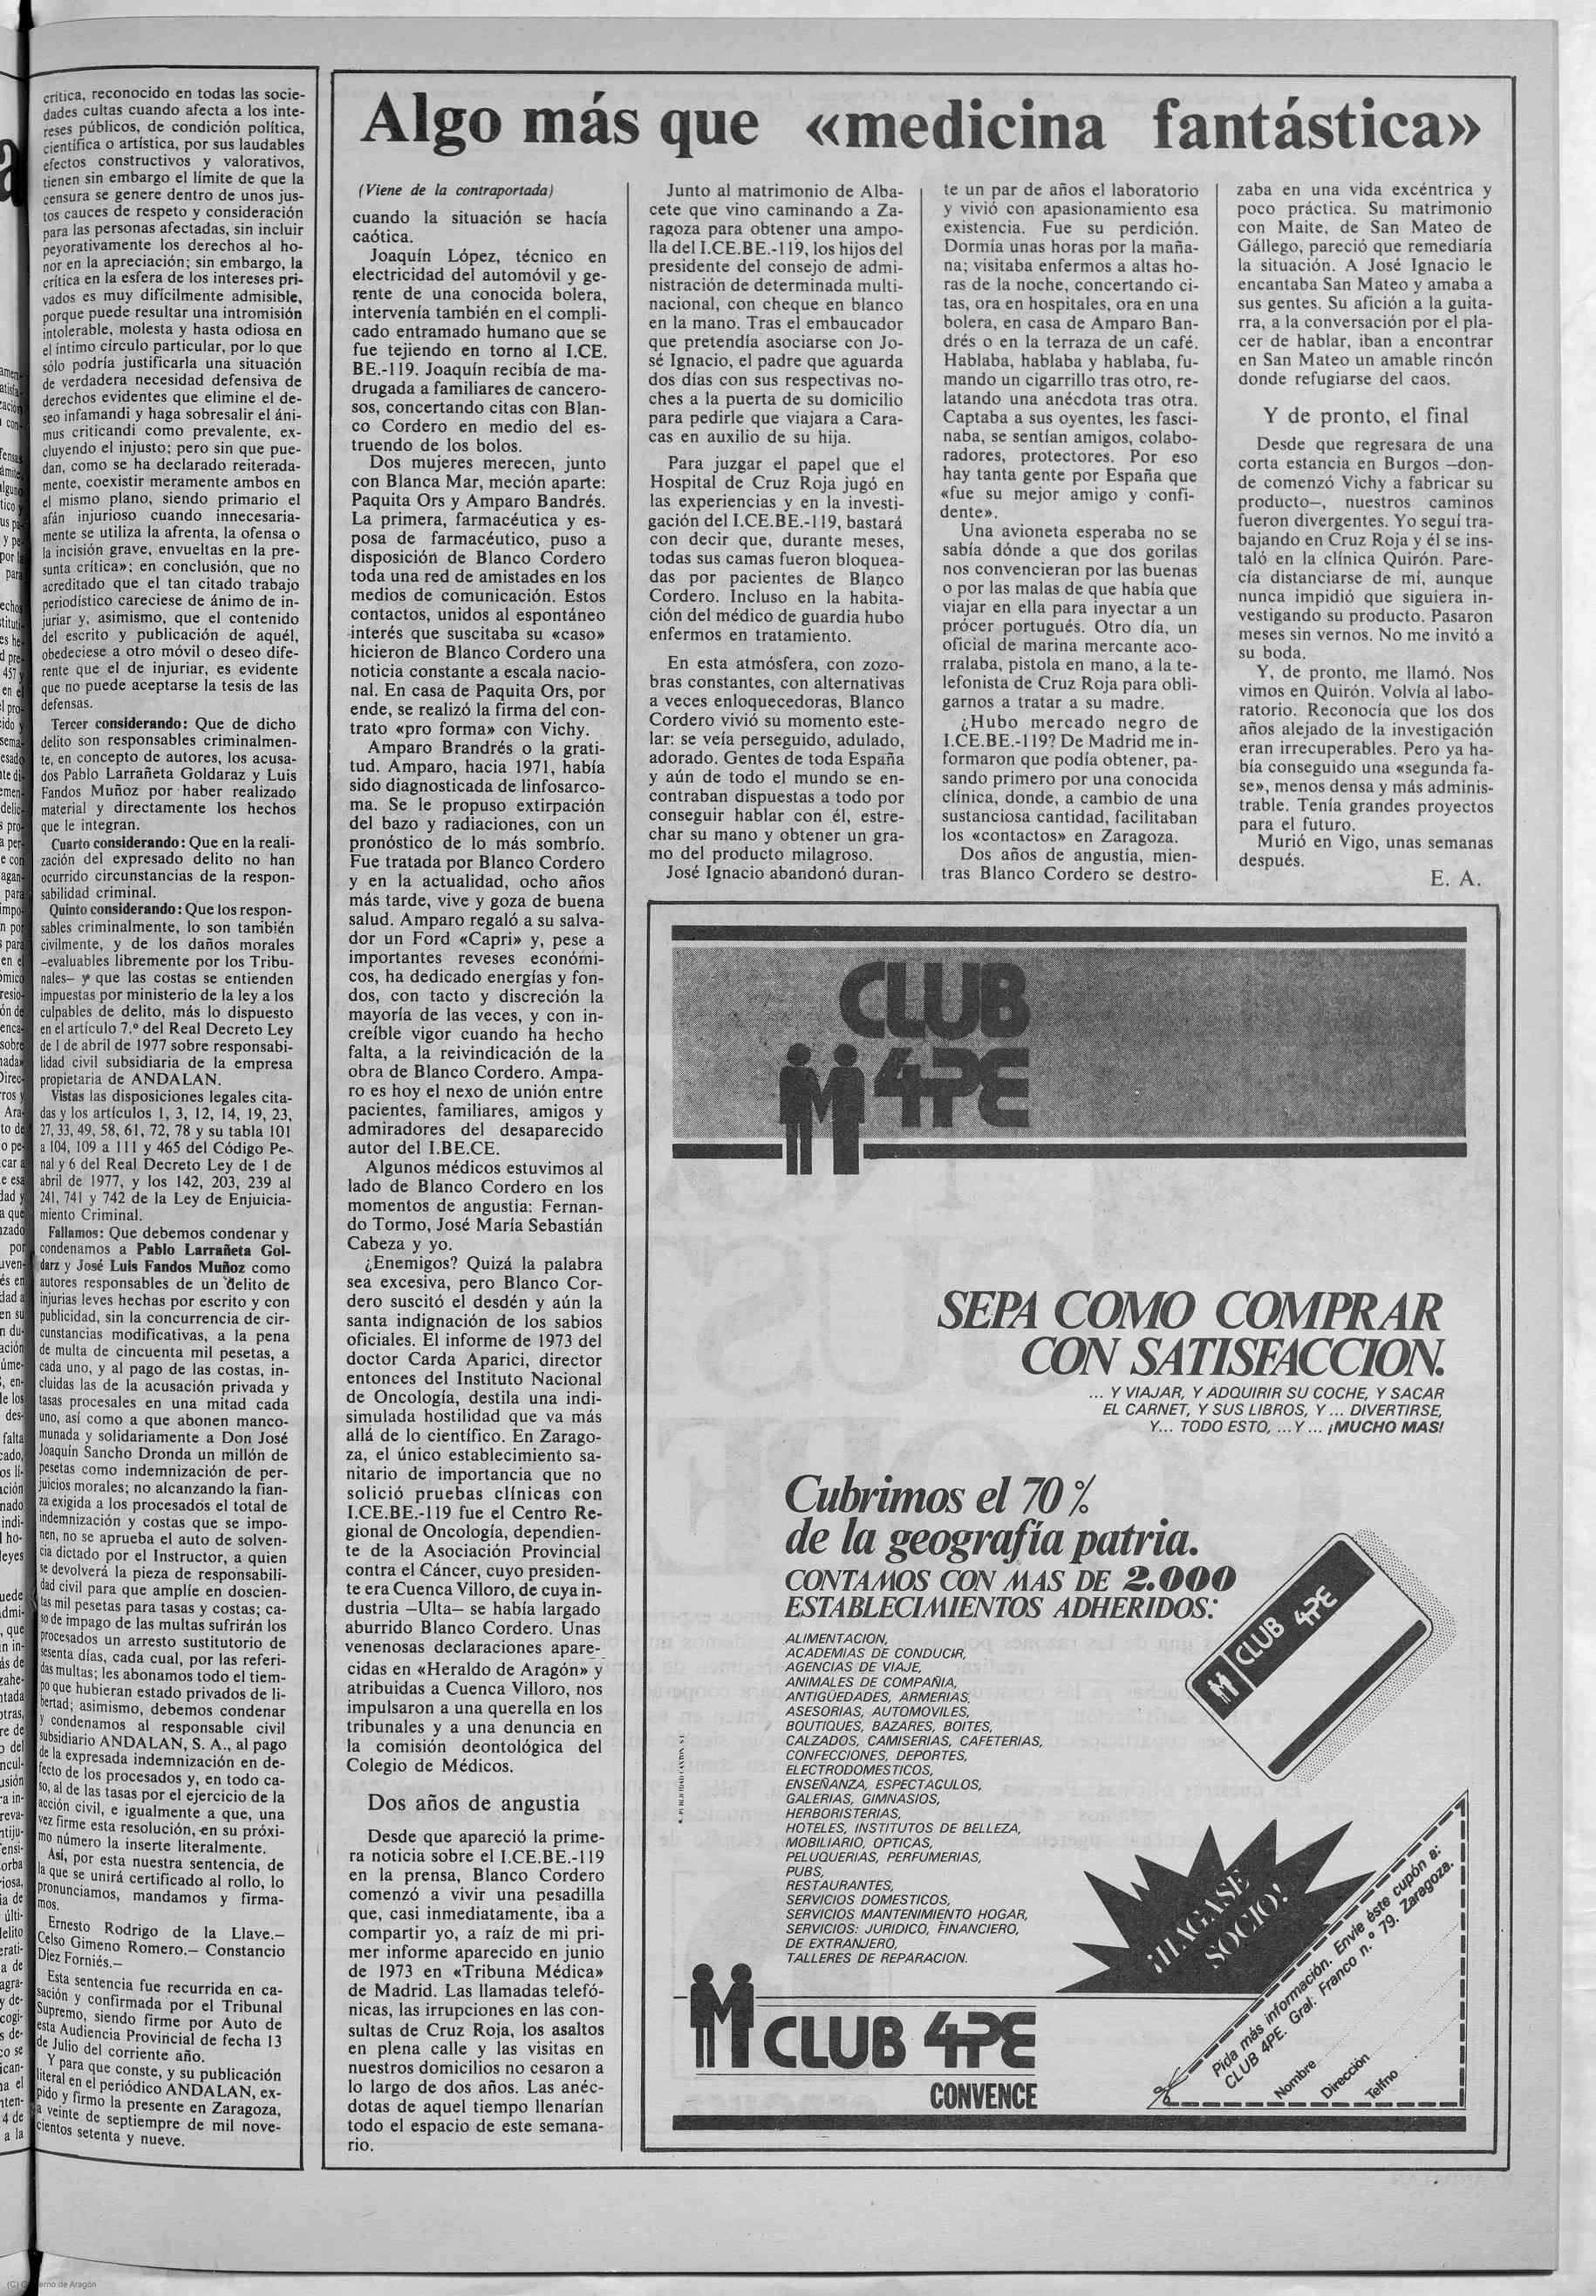 crítica, reconocido en todas las socie-
dades cultas cuando afecta a los inte-
reses públicos, de condición política,
científica o artística, por sus laudables
efectos constructivos y valorativos,
tienen sin embargo el límite de que la
censura se genere dentro de unos jus-
tos cauces de respeto y consideración
para las personas afectadas, sin incluir
peyorativamente los derechos al ho-
nor en la apreciación; sin embargo, la
crítica en la esfera de los intereses pri-
vados es muy difícilmente admisible,
porque puede resultar una intromisión
intolerable, molesta y hasta odiosa en
el íntimo círculo particular, por lo que
sólo podría justificarla una situación
de verdadera necesidad defensiva de
derechos evidentes que elimine el de-
seo infamandi y haga sobresalir el áni-
mus criticandi como prevalente, ex-
cluyendo el injusto; pero sin que pue-
dan, como se ha declarado reiterada-
mente, coexistir meramente ambos en
el mismo plano, siendo primario el
afán injurioso cuando innecesaria-
mente se utiliza la afrenta, la ofensa o
la incisión grave, envueltas en la pre-
sunta crítica»; en conclusión, que no
acreditado que el tan citado trabajo
periodístico careciese de ánimo de in-
juriar y, asimismo, que el contenido
del escrito y publicación de aquél,
obedeciese a otro móvil o deseo dife-
rente que el de injuriar, es evidente
que no puede aceptarse la tesis de las
defensas.
Tercer considerando: Que de dicho
delito son responsables criminalmen-
te, en concepto de autores, los acusa-
dos Pablo Larrañeta Goldaraz y Luis
Fandos Muñoz por haber realizado
material y directamente los hechos
que le integran.
Cuarto considerando: Que en la reali-
zación del expresado delito no han
ocurrido circunstancias de la respon-
sabilidad criminal.
Quinto considerando: Que los respon-
sables criminalmente, lo son también
civilmente, y de los daños morales
—evaluables libremente por los Tribu-
nales— y que las costas se entienden
impuestas por ministerio de la ley a los
culpables de delito, más lo dispuesto
en el artículo 7.º del Real Decreto Ley
de 1 de abril de 1977 sobre responsabi-
lidad civil subsidiaria de la empresa
propietaria de ANDALAN.
Vistas las disposiciones legales cita-
das y los artículos 1, 3, 12, 14, 19, 23,
27, 33, 49, 58, 61, 72, 78 y su tabla 101
a 104, 109 a 111 y 465 del Código Pe-
nal y 6 del Real Decreto Ley de 1 de
abril de 1977, y los 142, 203, 239 al
241, 741 y 742 de la Ley de Enjuicia-
miento Criminal.
Fallamos: Que debemos condenar y
condenamos a Pablo Larrañeta Gol-
darz y José Luis Fandos Muñoz como
autores responsables de un delito de
injurias leves hechas por escrito y con
publicidad, sin la concurrencia de cir-
cunstancias modificativas, a la pena
de multa de cincuenta mil pesetas, a
cada uno, y al pago de las costas, in-
cluidas las de la acusación privada y
tasas procesales en una mitad cada
uno, así como a que abonen manco-
munada y solidariamente a Don José
Joaquín Sancho Dronda un millón de
pesetas como indemnización de per-
juicios morales; no alcanzando la fian-
za exigida a los procesados el total de
indemnización y costas que se impo-
nen, no se aprueba el auto de solven-
cia dictado por el Instructor, a quien
se devolverá la pieza de responsabili-
dad civil para que amplíe en doscien-
tas mil pesetas para tasas y costas; ca-
so de impago de las multas sufrirán los
procesados un arresto sustitutorio de
sesenta días, cada cual, por las referi-
das multas; les abonamos todo el tiem-
po que hubieran estado privados de li-
bertad; asimismo, debemos condenar
y condenamos al responsable civil
subsidiario ANDALAN, S. A., al pago
de la expresada indemnización en de-
fecto de los procesados y, en todo ca-
so, al de las tasas por el ejercicio de la
acción civil, e igualmente a que, una
vez firme esta resolución, en su próxi-
mo número la inserte literalmente.
Así, por esta nuestra sentencia, de
la que se unirá certificado al rollo, lo
pronunciamos, mandamos y firma-
mos.
Ernesto Rodrigo de la Llave.—
Celso Gimeno Romero.— Constancio
Díez Forniés.—
Esta sentencia fue recurrida en ca-
sación y confirmada por el Tribunal
Supremo, siendo firme por Auto de
esta Audiencia Provincial de fecha 13
de Julio del corriente año.
Y para que conste, y su publicación
literal en el periódico ANDALAN, ex-
pido y firmo la presente en Zaragoza,
a veinte de septiembre de mil nove-
cientos setenta y nueve.
Algo más que «medicina fantástica»
(Viene de la contraportada)
cuando la situación se hacía
caótica.
Joaquín López, técnico en
electricidad del automóvil y ge-
rente de una conocida bolera,
intervenía también en el compli-
cado entramado humano que se
fue tejiendo en torno al I.CE.
BE.-119. Joaquín recibía de ma-
drugada a familiares de cancero-
sos, concertando citas con Blan-
co Cordero en medio del es-
truendo de los bolos.
Dos mujeres merecen, junto
con Blanca Mar, meción aparte:
Paquita Ors y Amparo Bandrés.
La primera, farmacéutica y es-
posa de farmacéutico, puso a
disposición de Blanco Cordero
toda una red de amistades en los
medios de comunicación. Estos
contactos, unidos al espontáneo
interés que suscitaba su «caso»
hicieron de Blanco Cordero una
noticia constante a escala nacio-
nal. En casa de Paquita Ors, por
ende, se realizó la firma del con-
trato «pro forma» con Vichy.
Amparo Brandrés o la grati-
tud. Amparo, hacia 1971, había
sido diagnosticada de linfosarco-
ma. Se le propuso extirpación
del bazo y radiaciones, con un
pronóstico de lo más sombrío.
Fue tratada por Blanco Cordero
y en la actualidad, ocho años
más tarde, vive y goza de buena
salud. Amparo regaló a su salva-
dor un Ford «Capri» y, pese a
importantes reveses económi-
cos, ha dedicado energías y fon-
dos, con tacto y discreción la
mayoría de las veces, y con in-
creíble vigor cuando ha hecho
falta, a la reivindicación de la
obra de Blanco Cordero. Ampa-
ro es hoy el nexo de unión entre
pacientes, familiares, amigos y
admiradores del desaparecido
autor del I.BE.CE.
Algunos médicos estuvimos al
lado de Blanco Cordero en los
momentos de angustia: Fernan-
do Tormo, José María Sebastián
Cabeza y yo.
¿Enemigos? Quizá la palabra
sea excesiva, pero Blanco Cor-
dero suscitó el desdén y aún la
santa indignación de los sabios
oficiales. El informe de 1973 del
doctor Carda Aparici, director
entonces del Instituto Nacional
de Oncología, destila una indi-
simulada hostilidad que va más
allá de lo científico. En Zarago-
za, el único establecimiento sa-
nitario de importancia que no
solició pruebas clínicas con
I.CE.BE.-119 fue el Centro Re-
gional de Oncología, dependien-
te de la Asociación Provincial
contra el Cáncer, cuyo presiden-
te era Cuenca Villoro, de cuya in-
dustria —Ulta— se había largado
aburrido Blanco Cordero. Unas
venenosas declaraciones apare-
cidas en «Heraldo de Aragón» y
atribuidas a Cuenca Villoro, nos
impulsaron a una querella en los
tribunales y a una denuncia en
la comisión deontológica del
Colegio de Médicos.
Dos años de angustia
Desde que apareció la prime-
ra noticia sobre el I.CE.BE.-119
en la prensa, Blanco Cordero
comenzó a vivir una pesadilla
que, casi inmediatamente, iba a
compartir yo, a raíz de mi pri-
mer informe aparecido en junio
de 1973 en «Tribuna Médica»
de Madrid. Las llamadas telefó-
nicas, las irrupciones en las con-
sultas de Cruz Roja, los asaltos
en plena calle y las visitas en
nuestros domicilios no cesaron a
lo largo de dos años. Las anéc-
dotas de aquel tiempo llenarían
todo el espacio de este semana-
rio.
Junto al matrimonio de Alba-
cete que vino caminando a Za-
ragoza para obtener una ampo-
lla del I.CE.BE.-119, los hijos del
presidente del consejo de admi-
nistración de determinada multi-
nacional, con cheque en blanco
en la mano. Tras el embaucador
que pretendía asociarse con Jo-
sé Ignacio, el padre que aguarda
dos días con sus respectivas no-
ches a la puerta de su domicilio
para pedirle que viajara a Cara-
cas en auxilio de su hija.
Para juzgar el papel que el
Hospital de Cruz Roja jugó en
las experiencias y en la investi-
gación del I.CE.BE.-119, bastará
con decir que, durante meses,
todas sus camas fueron bloquea-
das por pacientes de Blanco
Cordero. Incluso en la habita-
ción del médico de guardia hubo
enfermos en tratamiento.
En esta atmósfera, con zozo-
bras constantes, con alternativas
a veces enloquecedoras, Blanco
Cordero vivió su momento este-
lar: se veía perseguido, adulado,
adorado. Gentes de toda España
y aún de todo el mundo se en-
contraban dispuestas a todo por
conseguir hablar con él, estre-
char su mano y obtener un gra-
mo del producto milagroso.
José Ignacio abandonó duran-
te un par de años el laboratorio
y vivió con apasionamiento esa
existencia. Fue su perdición.
Dormía unas horas por la maña-
na; visitaba enfermos a altas ho-
ras de la noche, concertando ci-
tas, ora en hospitales, ora en una
bolera, en casa de Amparo Ban-
drés o en la terraza de un café.
Hablaba, hablaba y hablaba, fu-
mando un cigarrillo tras otro, re-
latando una anécdota tras otra.
Captaba a sus oyentes, les fasci-
naba, se sentían amigos, colabo-
radores, protectores. Por eso
hay tanta gente por España que
«fue su mejor amigo y confi-
dente».
Una avioneta esperaba no se
sabía dónde a que dos gorilas
nos convencieran por las buenas
o por las malas de que había que
viajar en ella para inyectar a un
prócer portugués. Otro día, un
oficial de marina mercante aco-
rralaba, pistola en mano, a la te-
lefonista de Cruz Roja para obli-
garnos a tratar a su madre.
¿Hubo mercado negro de
I.CE.BE.-119? De Madrid me in-
formaron que podía obtener, pa-
sando primero por una conocida
clínica, donde, a cambio de una
sustanciosa cantidad, facilitaban
los «contactos» en Zaragoza.
Dos años de angustia, mien-
tras Blanco Cordero se destro-
zaba en una vida excéntrica y
poco práctica. Su matrimonio
con Maite, de San Mateo de
Gállego, pareció que remediaría
la situación. A José Ignacio le
encantaba San Mateo y amaba a
sus gentes. Su afición a la guita-
rra, a la conversación por el pla-
cer de hablar, iban a encontrar
en San Mateo un amable rincón
donde refugiarse del caos.
Y de pronto, el final
Desde que regresara de una
corta estancia en Burgos —don-
de comenzó Vichy a fabricar su
producto—, nuestros caminos
fueron divergentes. Yo seguí tra-
bajando en Cruz Roja y él se ins-
taló en la clínica Quirón. Pare-
cía distanciarse de mí, aunque
nunca impidió que siguiera in-
vestigando su producto. Pasaron
meses sin vernos. No me invitó a
su boda.
Y, de pronto, me llamó. Nos
vimos en Quirón. Volvía al labo-
ratorio. Reconocía que los dos
años alejado de la investigación
eran irrecuperables. Pero ya ha-
bía conseguido una «segunda fa-
se», menos densa y más adminis-
trable. Tenía grandes proyectos
para el futuro.
Murió en Vigo, unas semanas
después.
E. A.
CLUB
4PE
SEPA COMO COMPRAR
CON SATISFACCION.
... Y VIAJAR, Y ADQUIRIR SU COCHE, Y SACAR
EL CARNET, Y SUS LIBROS, Y ... DIVERTIRSE,
Y... TODO ESTO, ...Y ... ¡MUCHO MAS!
Cubrimos el 70 %
de la geografía patria.
CONTAMOS CON MAS DE 2.000
ESTABLECIMIENTOS ADHERIDOS:
ALIMENTACION,
ACADEMIAS DE CONDUCIR,
AGENCIAS DE VIAJE,
ANIMALES DE COMPAÑIA,
ANTIGÜEDADES, ARMERIAS,
ASESORIAS, AUTOMOVILES,
BOUTIQUES, BAZARES, BOITES,
CALZADOS, CAMISERIAS, CAFETERIAS,
CONFECCIONES, DEPORTES,
ELECTRODOMESTICOS,
ENSEÑANZA, ESPECTACULOS,
GALERIAS, GIMNASIOS,
HERBORISTERIAS,
HOTELES, INSTITUTOS DE BELLEZA,
MOBILIARIO, OPTICAS,
PELUQUERIAS, PERFUMERIAS,
PUBS,
RESTAURANTES,
SERVICIOS DOMESTICOS,
SERVICIOS MANTENIMIENTO HOGAR,
SERVICIOS: JURIDICO, FINANCIERO,
DE EXTRANJERO,
TALLERES DE REPARACION.
CLUB 4PE
¡HAGASE
SOCIO!
Pida más información. Envie éste cupón a:
CLUB 4PE. Gral. Franco n.º 79. Zaragoza.
Nombre
Dirección
Telfno
CLUB 4PE
CONVENCE